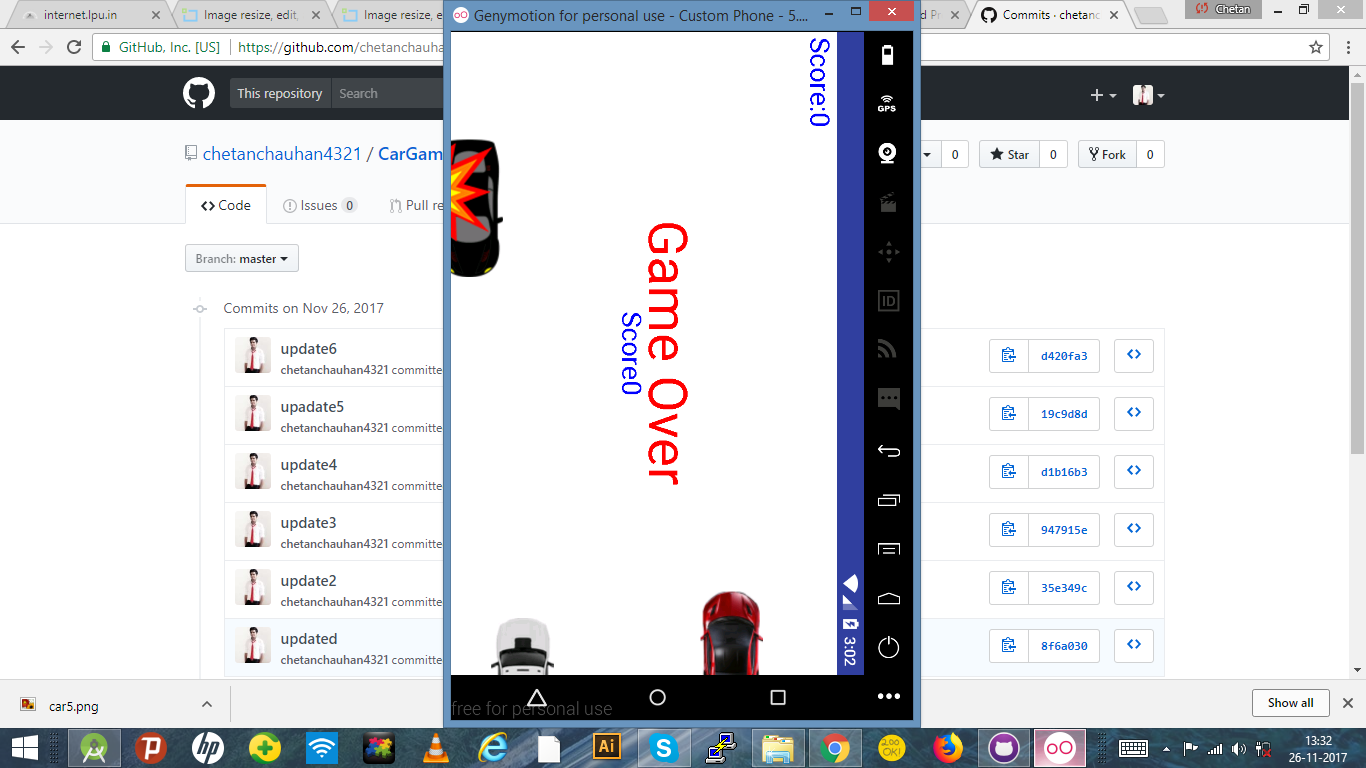 internet.lpu.in
Image resize, edit,
Image resize, e
Genymotion for personal use - Custom Phone - 5....
Commits · chetanc
Chetan
GitHub, Inc. [US]
https://github.com/chetanchauha
This repository
Search
chetanchauhan4321 / CarGam
0
Star
0
Fork
0
Code
Issues 0
Pull re
Branch: master
Commits on Nov 26, 2017
update6
chetanchauhan4321 committe
d420fa3
upadate5
chetanchauhan4321 committe
19c9d8d
update4
chetanchauhan4321 committe
d1b16b3
update3
chetanchauhan4321 committe
947915e
update2
chetanchauhan4321 committe
35e349c
updated
chetanchauhan4321 committe
8f6a030
Score:0
Game Over
Score0
3:02
GPS
ID
free for personal use
car5.png
Show all
hp
Ai
200
OK!
13:32
26-11-2017